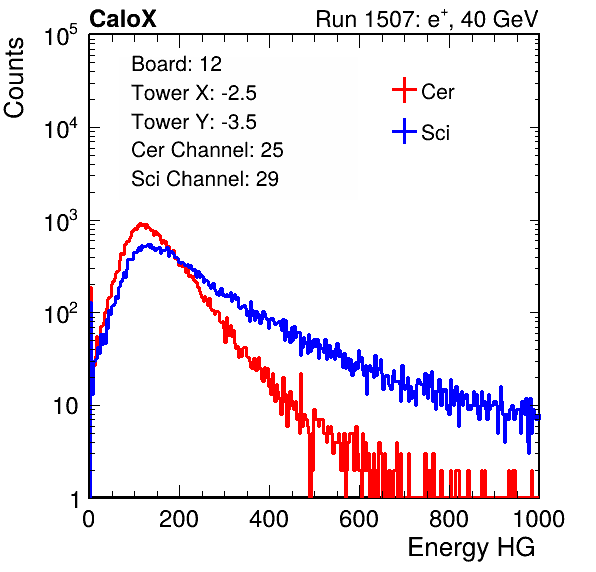 CaloX Run 1507: e⁺, 40 GeV
Counts
Board: 12
Tower X: -2.5
Tower Y: -3.5
Cer Channel: 25
Sci Channel: 29
Cer
Sci
10⁵
10⁴
10³
10²
10
1
0 200 400 600 800 1000
Energy HG